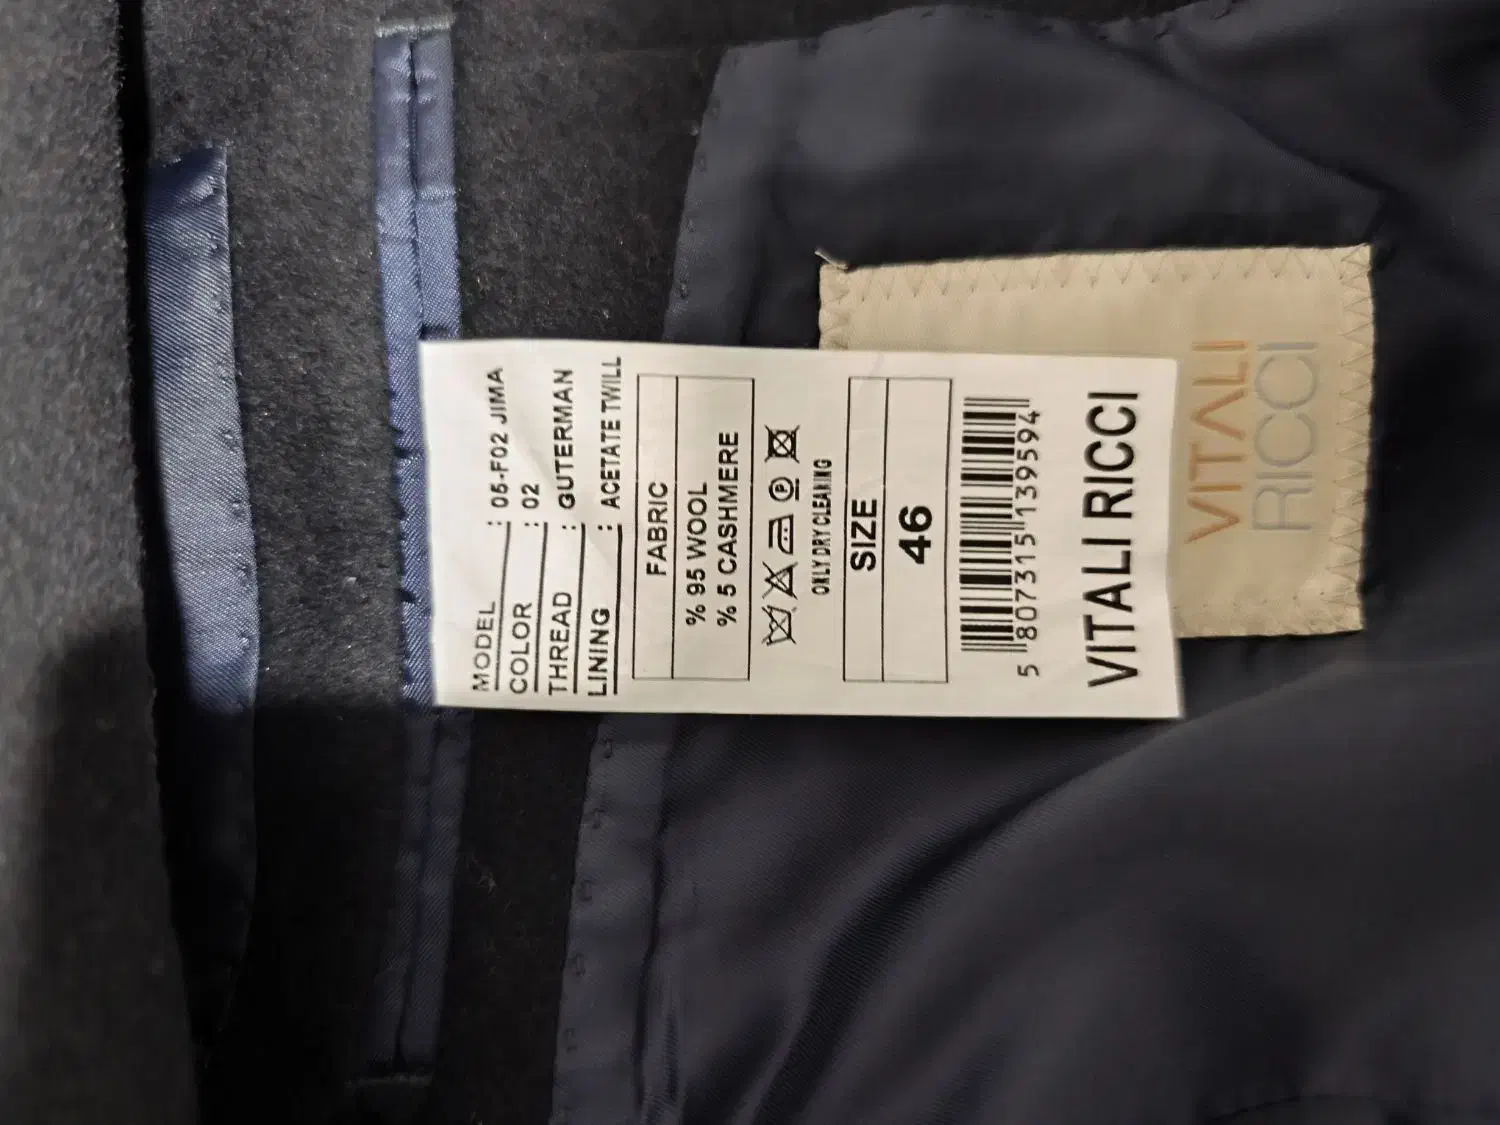 MODEL : 05-F02 JIMA
COLOR : 02
THREAD : GUTERMAN
LINING : ACETATE TWILL
FABRIC
% 95 WOOL
% 5 CASHMERE
P
ONLY DRY CLEANING
SIZE
46
5 807315 139594
VITALI RICCI
VITALI
RICCI